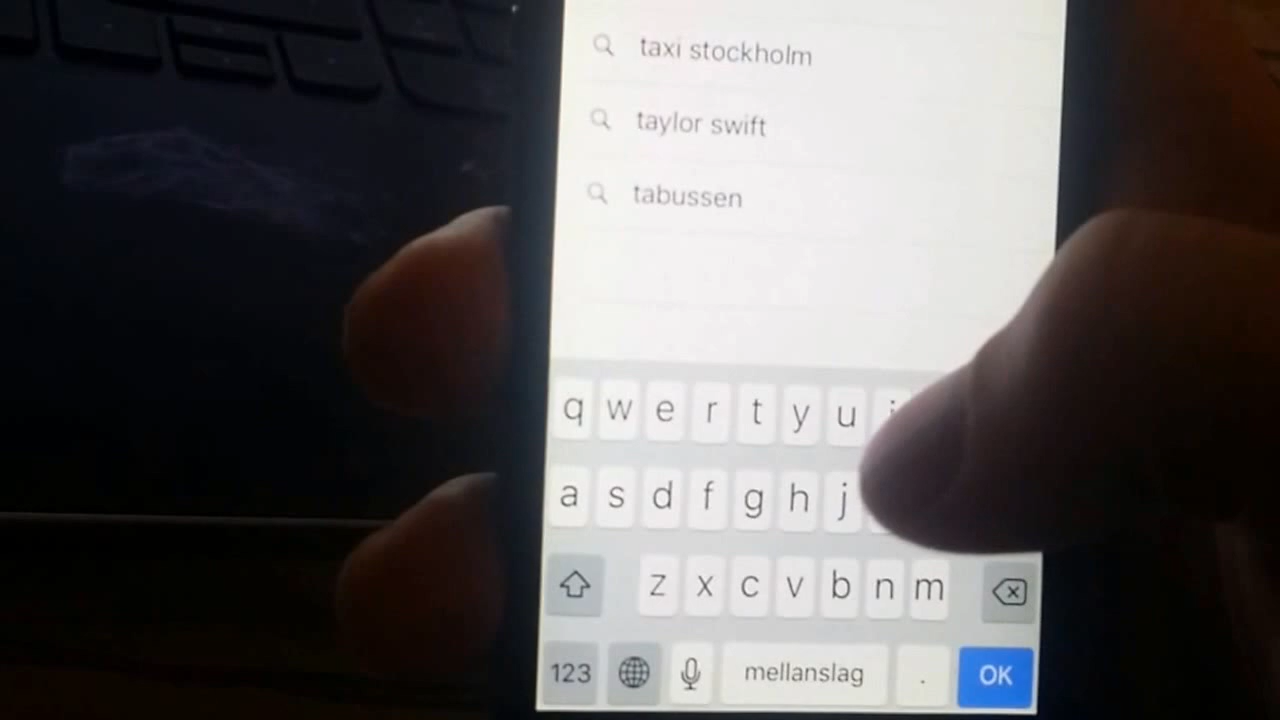 taxi stockholm
taylor swift
tabussen
q w e r t y u
a s d f g h j
z x c v b n m
123 mellanslag . OK